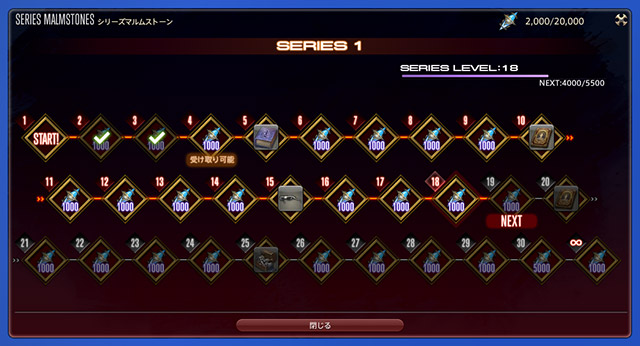 SERIES MALMSTONES シリーズマルムストーン
2,000/20,000
SERIES 1
SERIES LEVEL:18
NEXT:4000/5500
1 2 3 4 5 6 7 8 9 10
START! 1000 1000 1000 1000 1000 1000 1000
受け取り可能
11 12 13 14 15 16 17 18 19 20
1000 1000 1000 1000 1000 1000 1000 1000
NEXT
21 22 23 24 25 26 27 28 29 30 ∞
1000 1000 1000 1000 1000 1000 1000 1000 5000 1000
閉じる